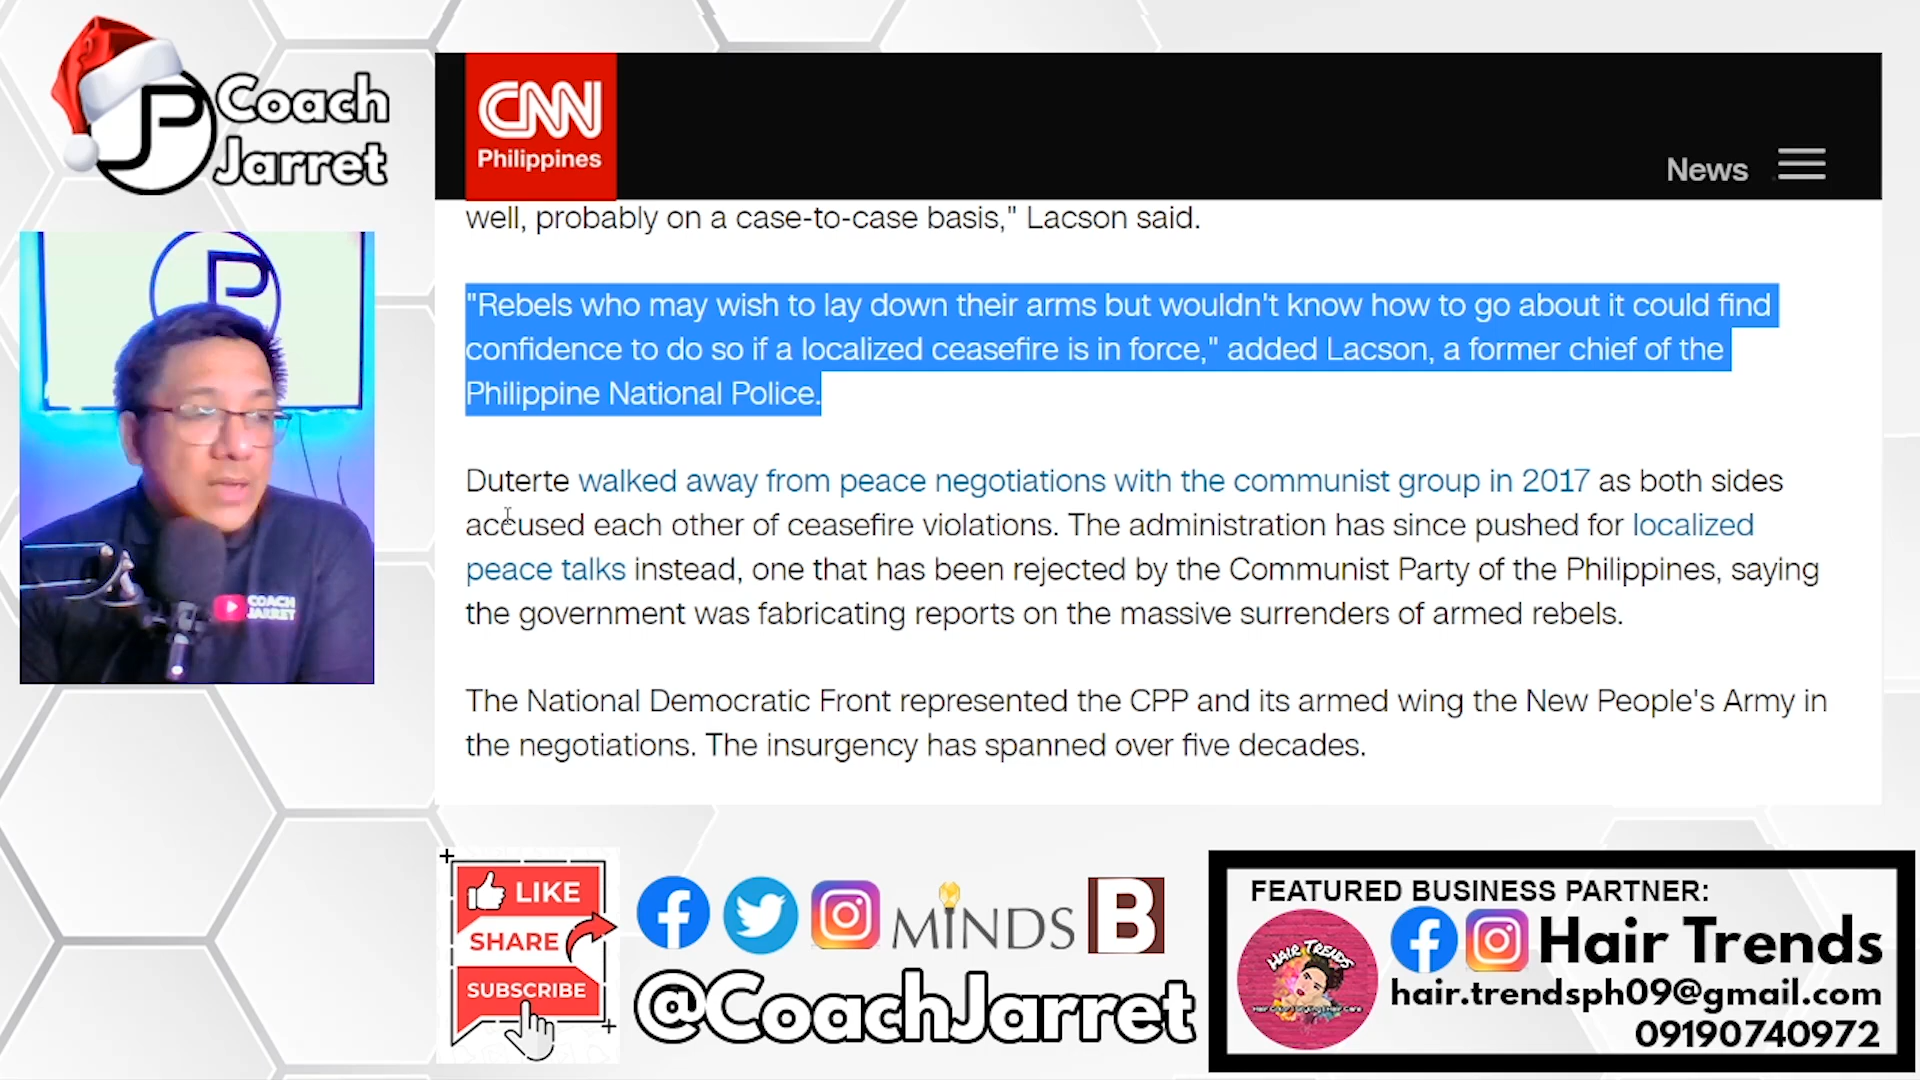 Coach
Jarret
CNN
Philippines
News
well, probably on a case-to-case basis," Lacson said.
"Rebels who may wish to lay down their arms but wouldn't know how to go about it could find
confidence to do so if a localized ceasefire is in force," added Lacson, a former chief of the
Philippine National Police.
Duterte walked away from peace negotiations with the communist group in 2017 as both sides
accused each other of ceasefire violations. The administration has since pushed for localized
peace talks instead, one that has been rejected by the Communist Party of the Philippines, saying
the government was fabricating reports on the massive surrenders of armed rebels.
The National Democratic Front represented the CPP and its armed wing the New People's Army in
the negotiations. The insurgency has spanned over five decades.
COACH
JARRET
LIKE
SHARE
SUBSCRIBE
MINDS
B
@CoachJarret
FEATURED BUSINESS PARTNER:
HAIR TRENDS
Hair Trends
hair.trendsph09@gmail.com
09190740972